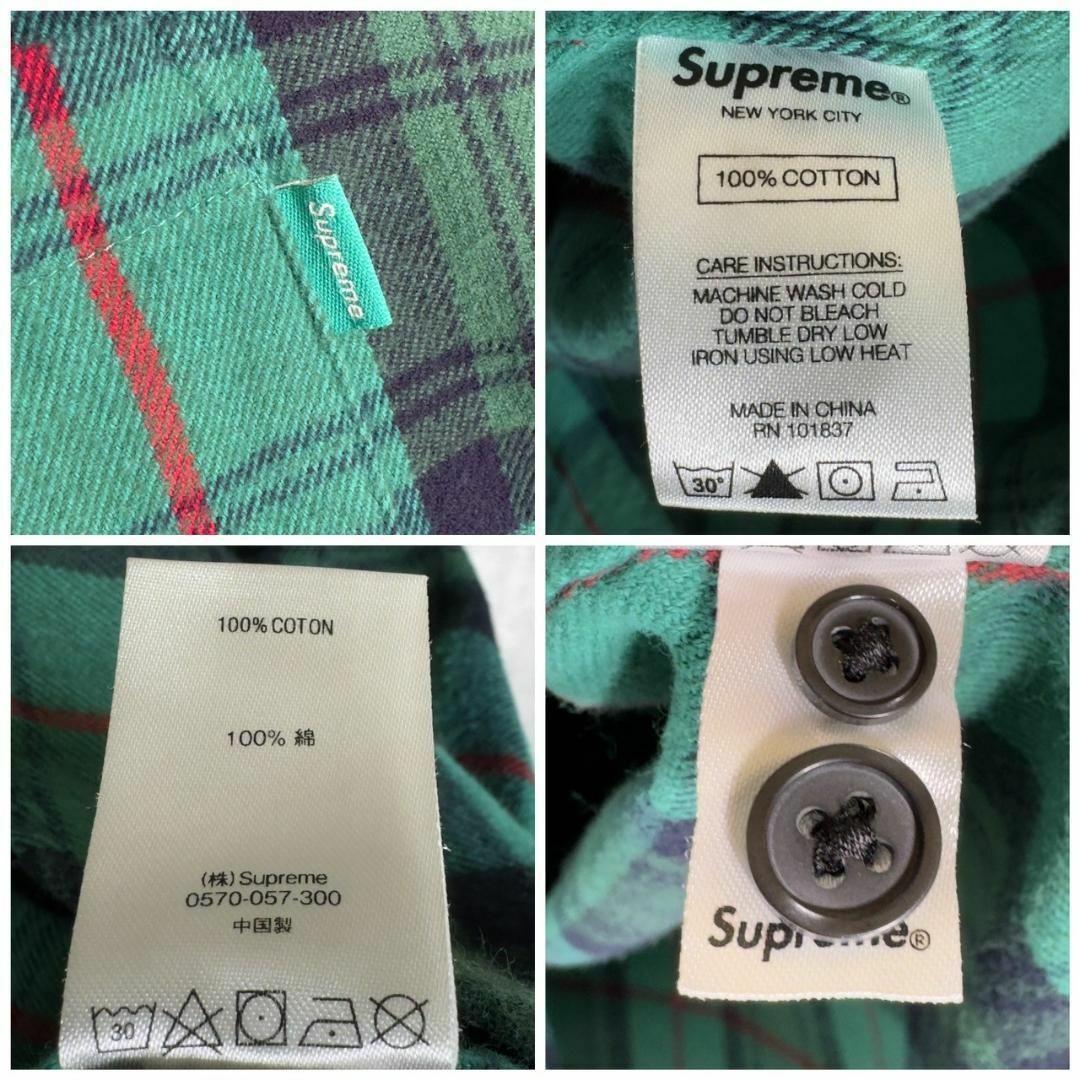 Supreme
Supreme®
NEW YORK CITY
100% COTTON
CARE INSTRUCTIONS:
MACHINE WASH COLD
DO NOT BLEACH
TUMBLE DRY LOW
IRON USING LOW HEAT
MADE IN CHINA
RN 101837
30°
100% COTON
100% 綿
(株)Supreme
0570-057-300
中国製
30
Supreme®